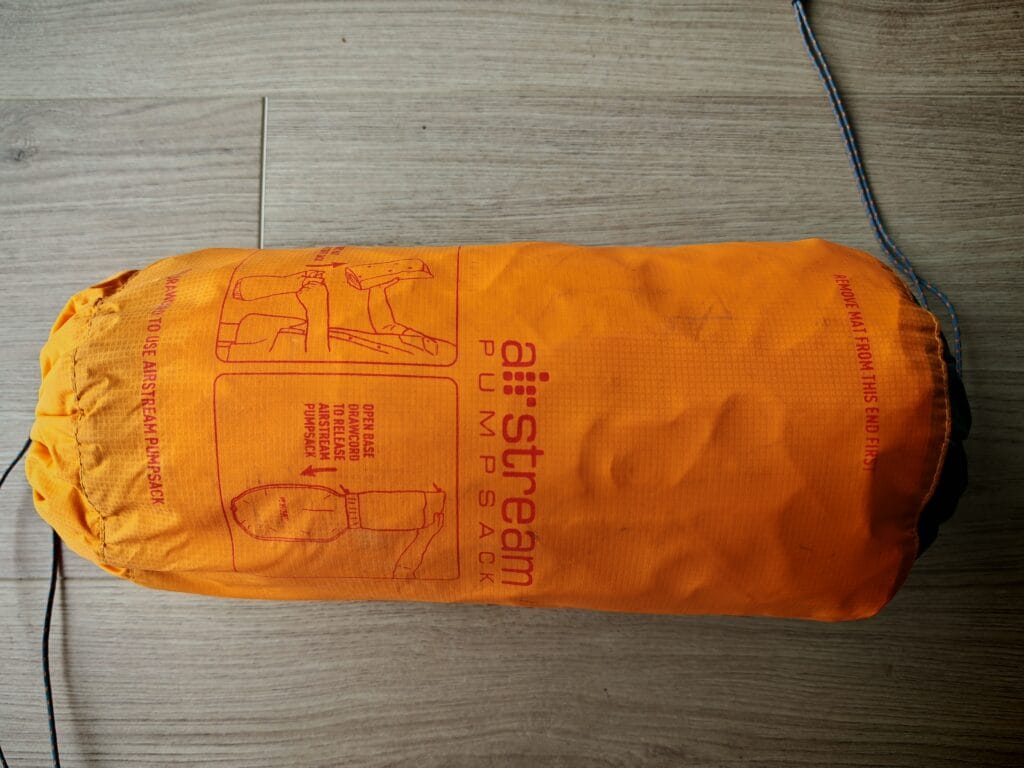 airstream
PUMPSACK
REMOVE MAT FROM THIS END FIRST
OPEN BASE
DRAWCORD
TO RELEASE
AIRSTREAM
PUMPSACK
TO USE AIRSTREAM PUMPSACK